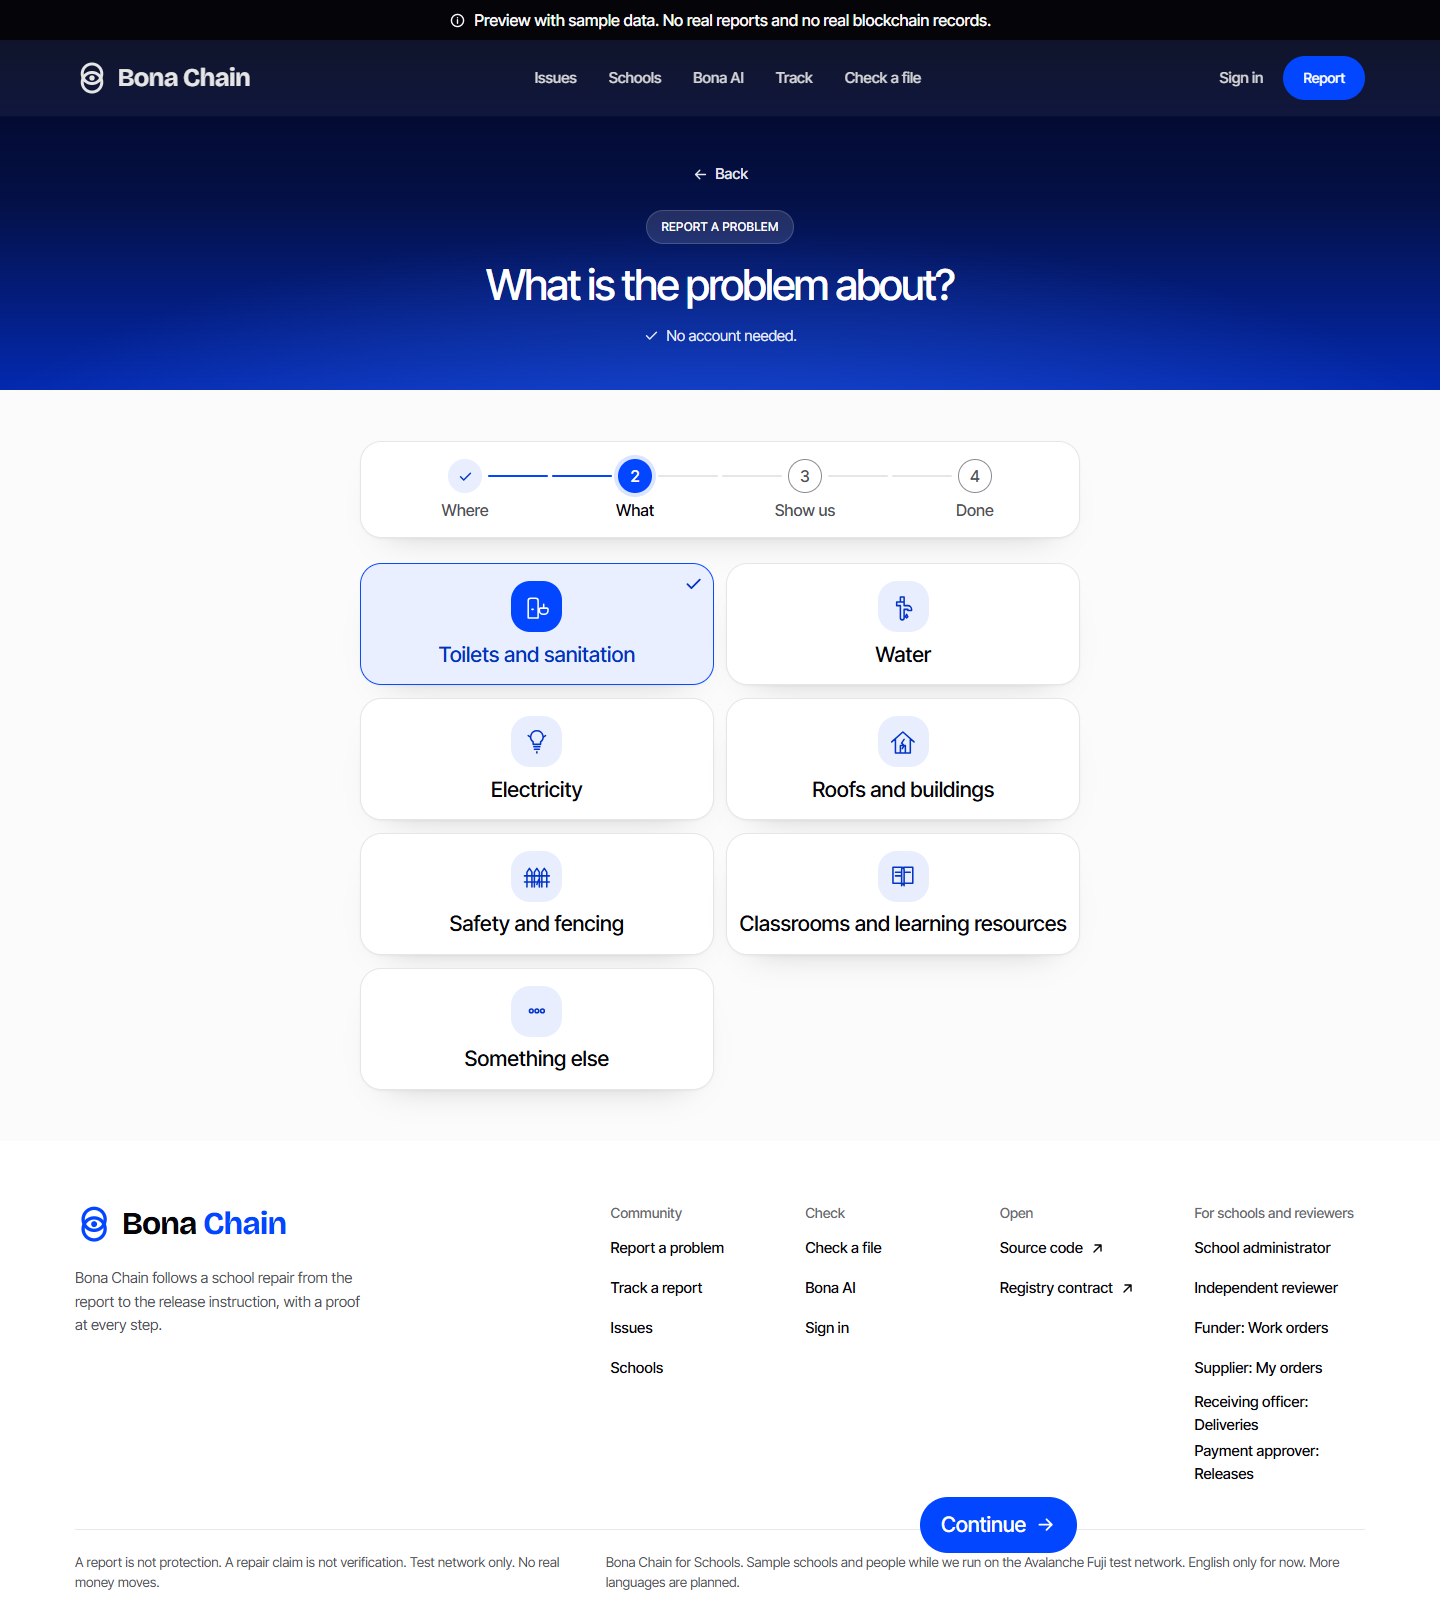 Preview with sample data. No real reports and no real blockchain records.
Bona Chain
Issues
Schools
Bona AI
Track
Check a file
Sign in
Report
Back
REPORT A PROBLEM
What is the problem about?
No account needed.
2
3
4
Where
What
Show us
Done
Toilets and sanitation
Water
Electricity
Roofs and buildings
Safety and fencing
Classrooms and learning resources
Something else
Bona Chain
Bona Chain follows a school repair from the
report to the release instruction, with a proof
at every step.
Community
Report a problem
Track a report
Issues
Schools
Check
Check a file
Bona AI
Sign in
Open
Source code
Registry contract
For schools and reviewers
School administrator
Independent reviewer
Funder: Work orders
Supplier: My orders
Receiving officer:
Deliveries
Payment approver:
Releases
Continue
A report is not protection. A repair claim is not verification. Test network only. No real
money moves.
Bona Chain for Schools. Sample schools and people while we run on the Avalanche Fuji test network. English only for now. More
languages are planned.